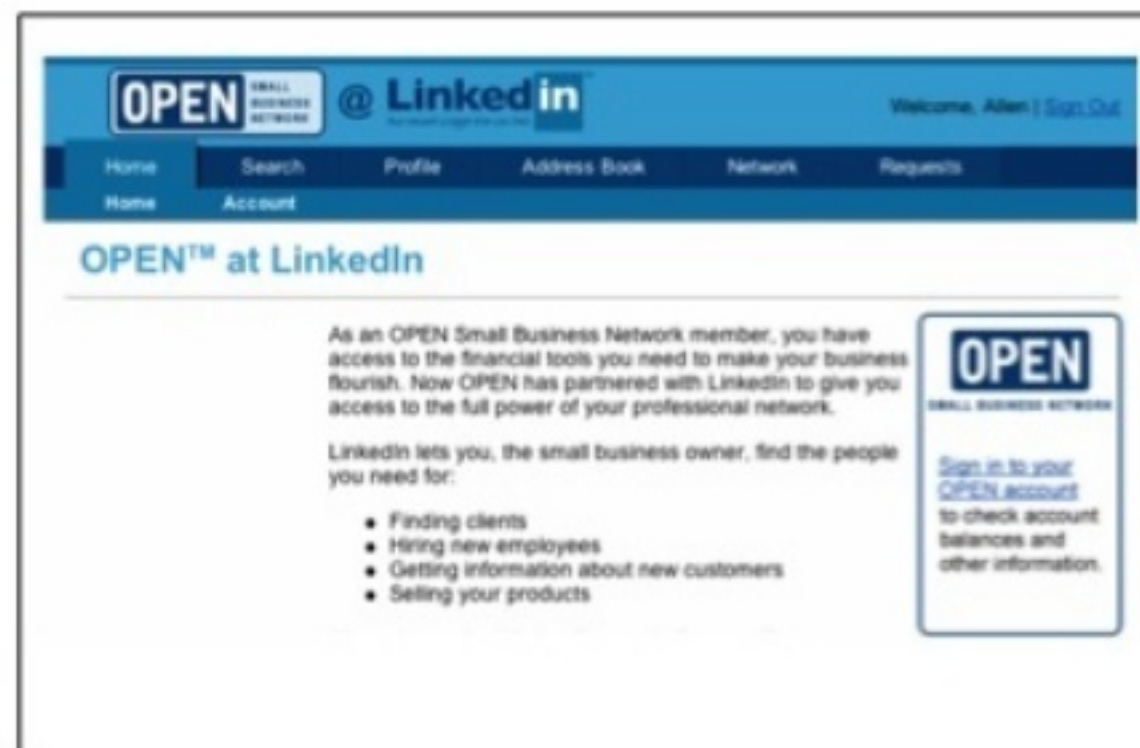 OPEN SMALL BUSINESS NETWORK @ Linked in
Welcome, Allen | Sign Out
Home Search Profile Address Book Network Requests
Home Account
OPEN™ at LinkedIn
As an OPEN Small Business Network member, you have
access to the financial tools you need to make your business
flourish. Now OPEN has partnered with LinkedIn to give you
access to the full power of your professional network.
LinkedIn lets you, the small business owner, find the people
you need for:
• Finding clients
• Hiring new employees
• Getting information about new customers
• Selling your products
OPEN
SMALL BUSINESS NETWORK
Sign in to your
OPEN account
to check account
balances and
other information.